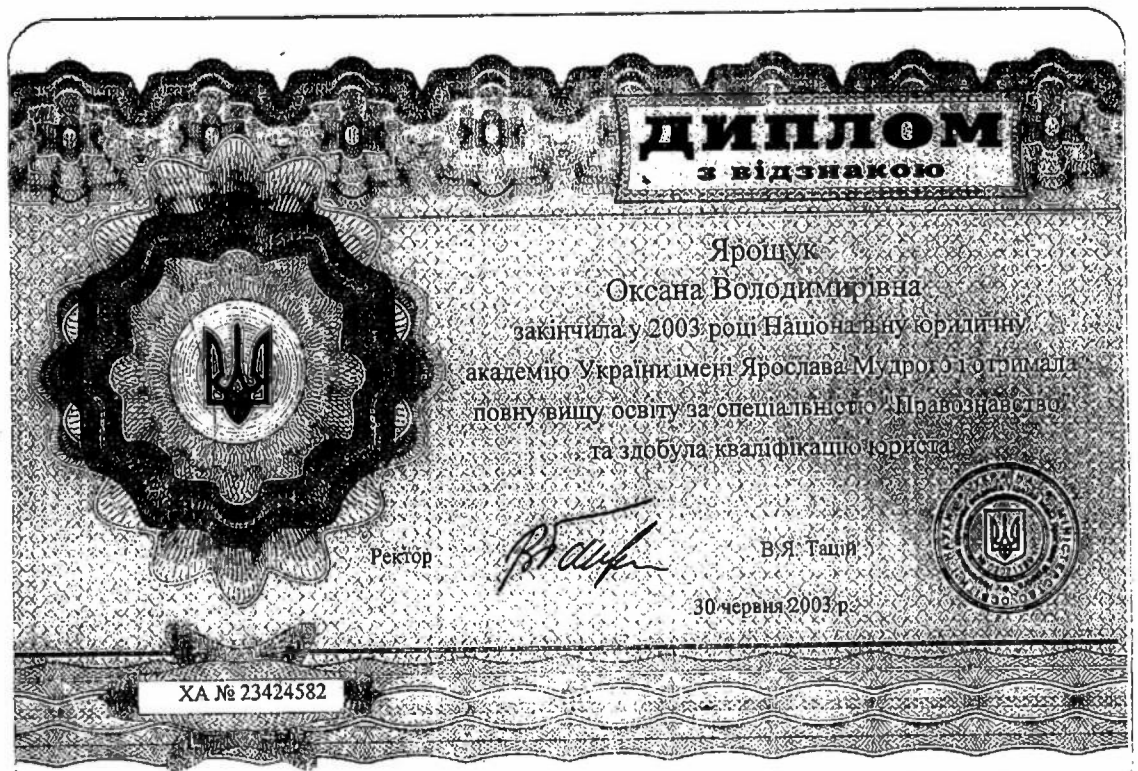 ДИПЛОМ
з відзнакою
Ярощук
Оксана Володимирівна
закінчила у 2003 році Національну юридичну
академію України імені Ярослава Мудрого і отримала
повну вищу освіту за спеціальністю "Правознавство"
та здобула кваліфікацію юриста
Ректор
В.Я. Тацій
30 червня 2003 р.
ХА № 23424582